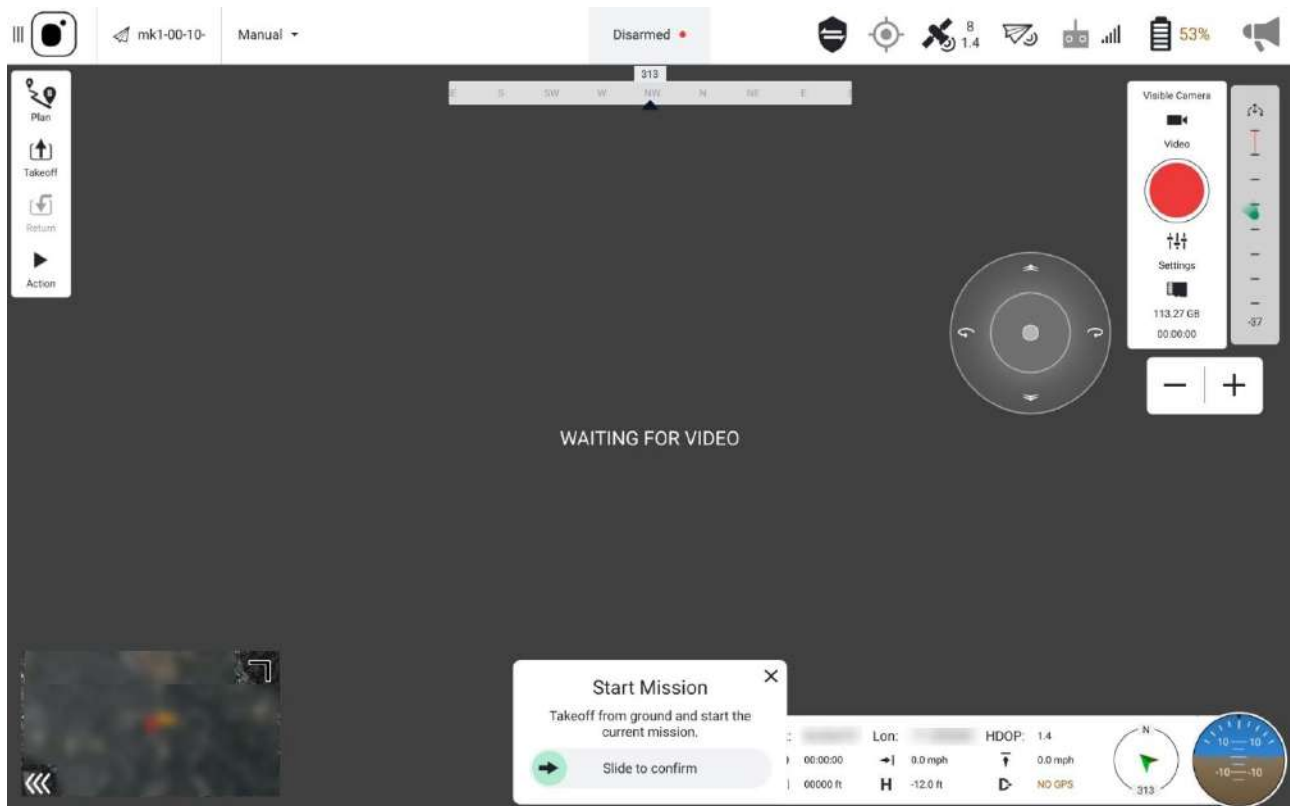 mk1-00-10-
Manual
Disarmed
8
1.4
53%
313
E S SW W NW N NE E
Plan
Takeoff
Return
Action
Visible Camera
Video
Settings
113.27 GB
00:00:00
-37
WAITING FOR VIDEO
Start Mission
Takeoff from ground and start the
current mission.
Slide to confirm
Lon: HDOP: 1.4
00:00:00 0.0 mph 0.0 mph
00000 ft H -12.0 ft D NO GPS
N
313
10 10
-10 -10